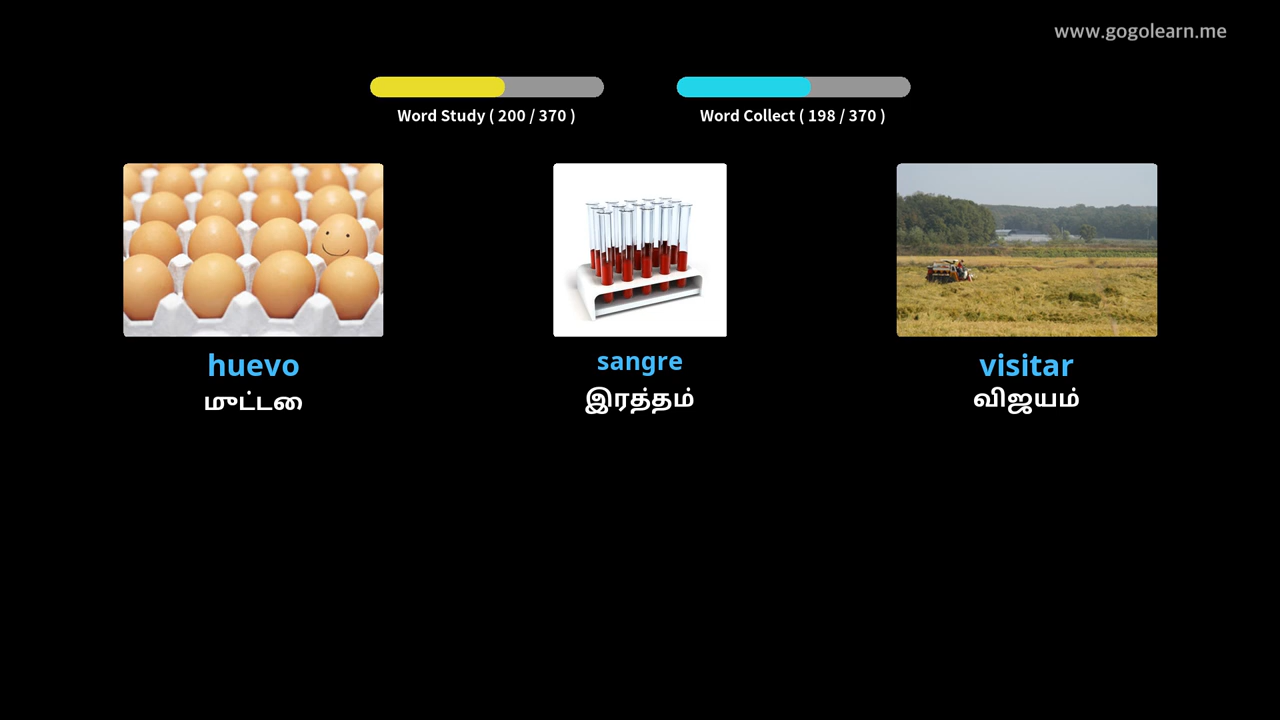 www.gogolearn.me
Word Study ( 200 / 370 )
Word Collect ( 198 / 370 )
huevo
முட்டை
sangre
இரத்தம்
visitar
விஜயம்